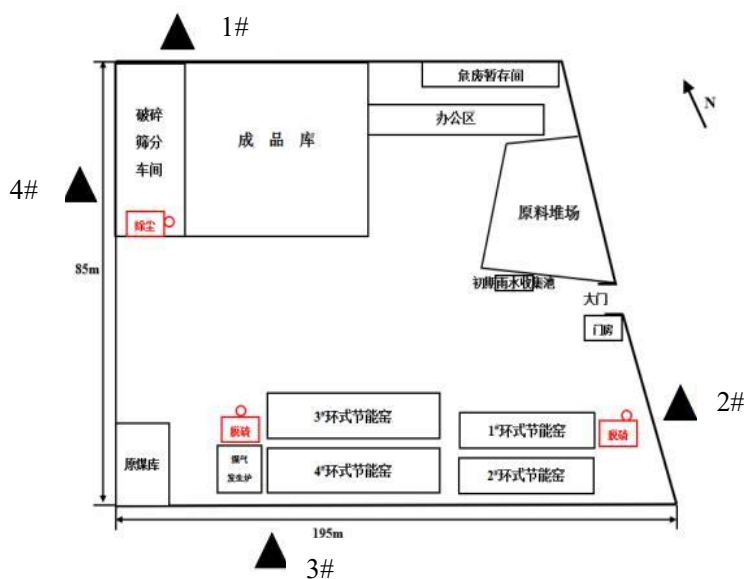 1#
危废暂存间
N
破碎
筛分
车间
成 品 库
办公区
4#
原料堆场
除尘
85m
初期雨水收集池
大门
门房
2#
3#环式节能窑
1#环式节能窑
脱硫
脱硫
原煤库
煤气
发生炉
4#环式节能窑
2#环式节能窑
195m
3#